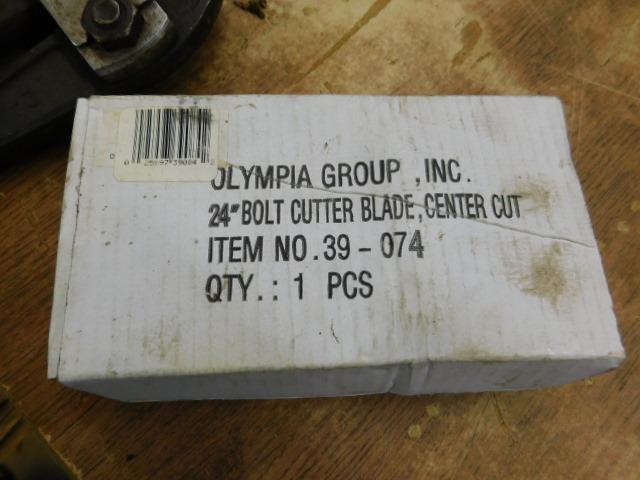 OLYMPIA GROUP ,INC.
24" BOLT CUTTER BLADE, CENTER CUT
ITEM NO. 39 - 074
QTY.: 1 PCS